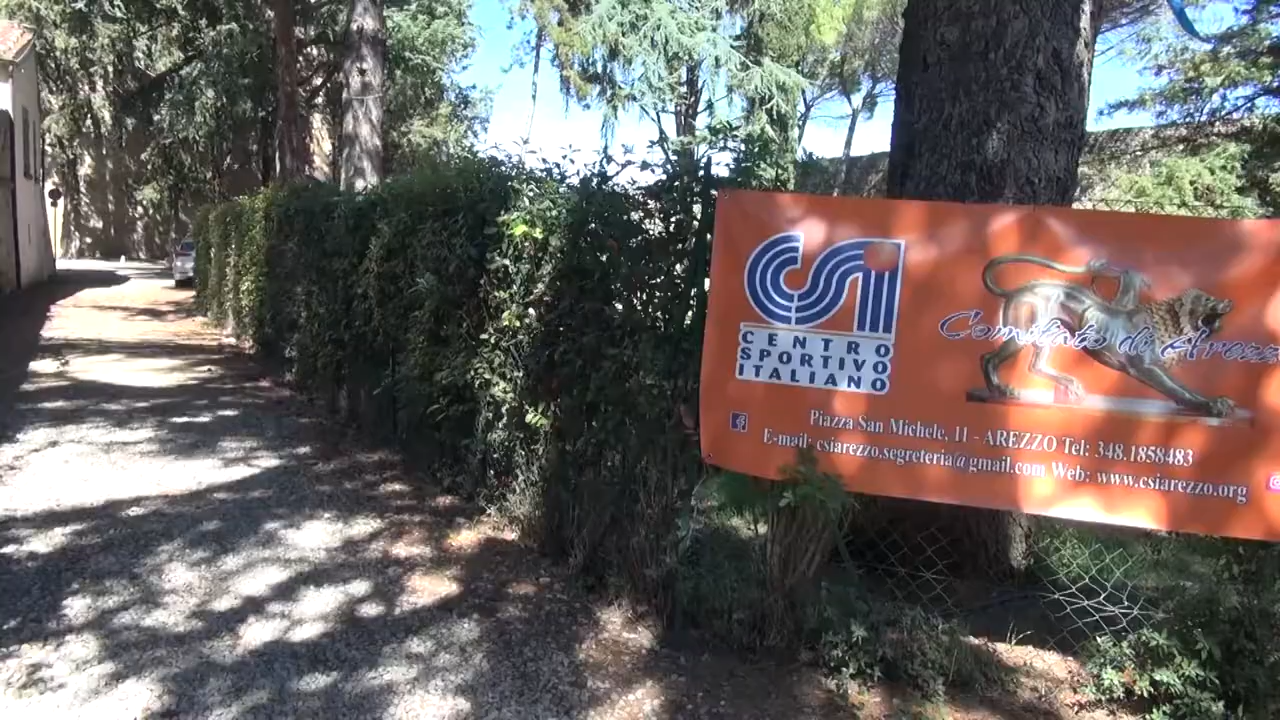 CSI
CENTRO
SPORTIVO
ITALIANO
Comitato di Arezzo
Piazza San Michele, 11 - AREZZO Tel: 348.1858483
E-mail: csiarezzo.segreteria@gmail.com Web: www.csiarezzo.org